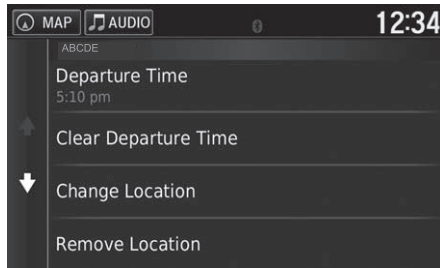 MAP AUDIO 12:34
ABCDE
Departure Time
5:10 pm
Clear Departure Time
Change Location
Remove Location